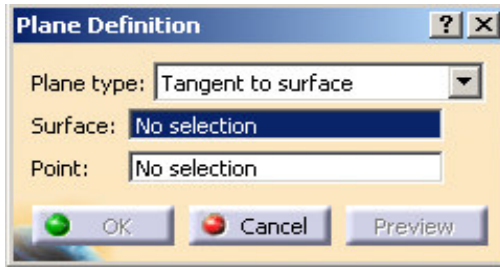 Plane Definition ? X
Plane type: Tangent to surface
Surface: No selection
Point: No selection
OK Cancel Preview